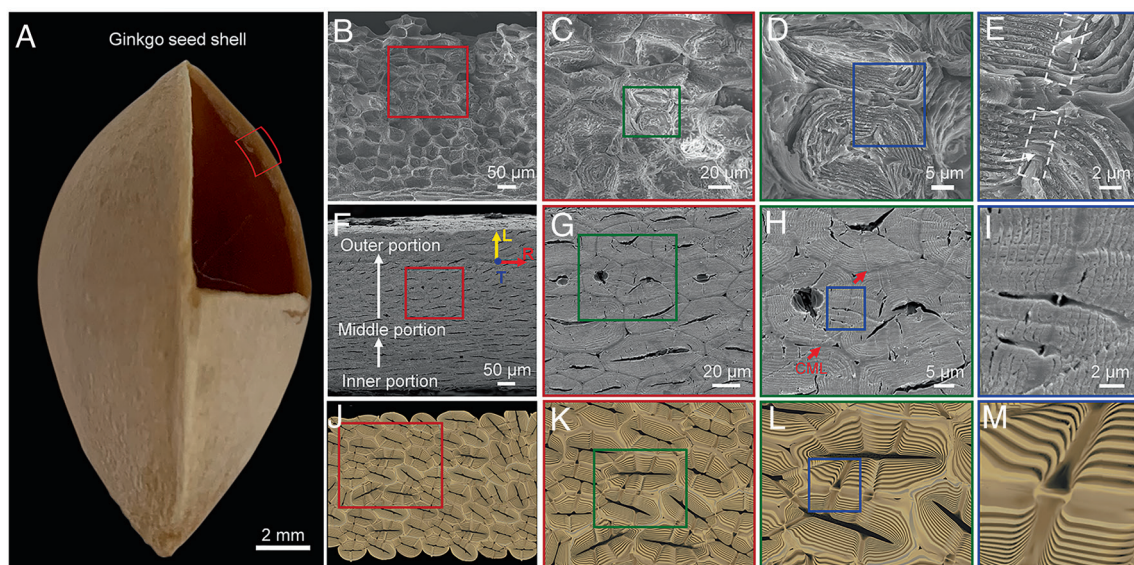 A
Ginkgo seed shell
2 mm
B
50 µm
C
20 µm
D
5 µm
E
2 µm
F
Outer portion
L
R
T
Middle portion
Inner portion
50 µm
G
20 µm
H
CML
5 µm
I
2 µm
J
K
L
M